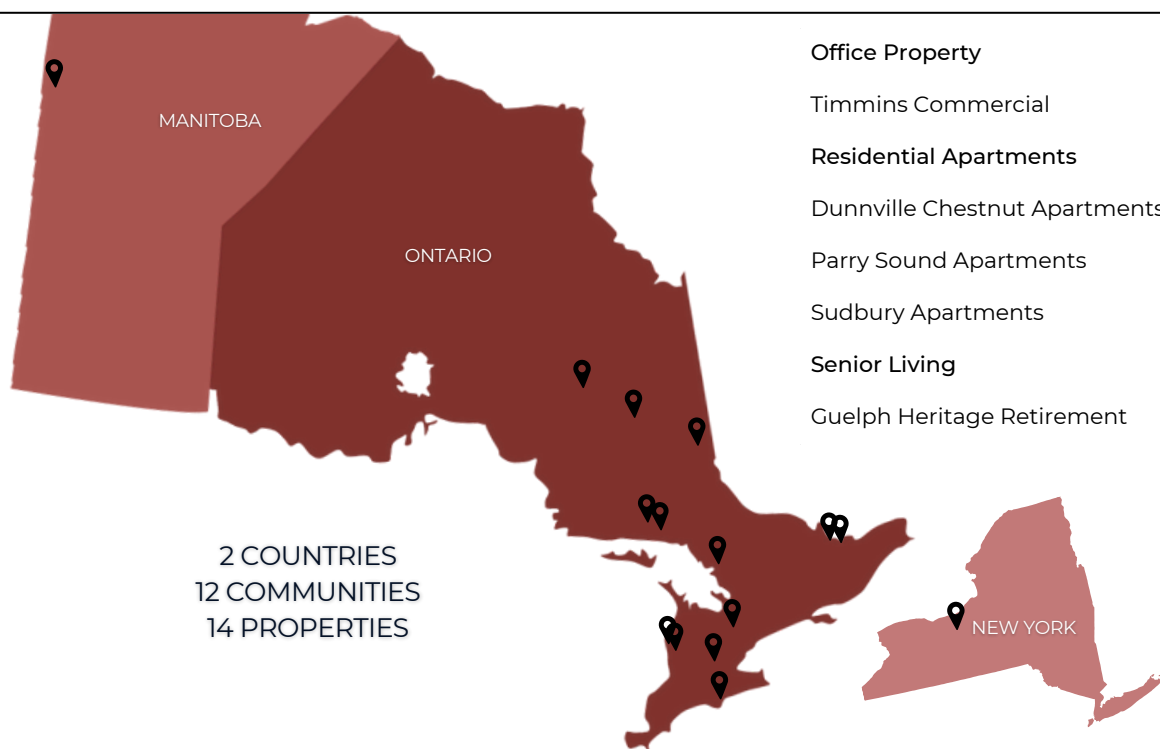 MANITOBA
ONTARIO
2 COUNTRIES
12 COMMUNITIES
14 PROPERTIES
NEW YORK
Office Property
Timmins Commercial
Residential Apartments
Dunnville Chestnut Apartments
Parry Sound Apartments
Sudbury Apartments
Senior Living
Guelph Heritage Retirement